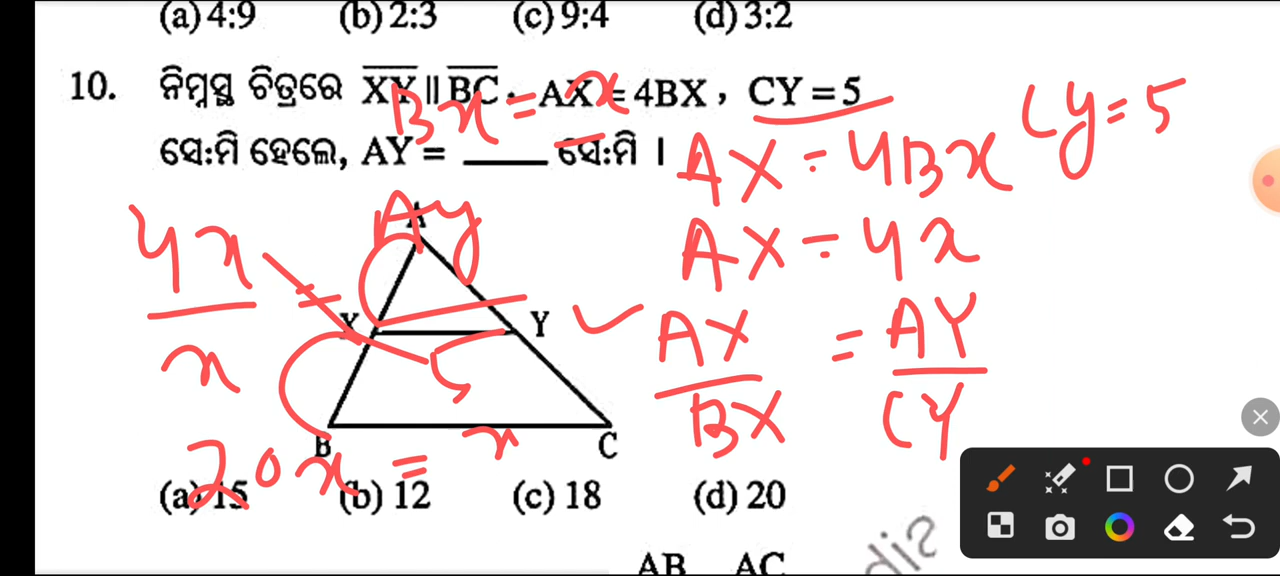 (a) 4:9 (b) 2:3 (c) 9:4 (d) 3:2
10. ନିମ୍ନସ୍ଥ ଚିତ୍ରରେ XY || BC, AX = 4BX, CY = 5
ସେ:ମି ହେଲେ, AY = ____ ସେ:ମି ।
Bx = x
Cy = 5
AX = 4Bx
AX = 4x
AX/BX = AY/CY
4x/x = Ay/5
20x = x
A
X Y
B C
(a) 15 (b) 12 (c) 18 (d) 20
AB AC